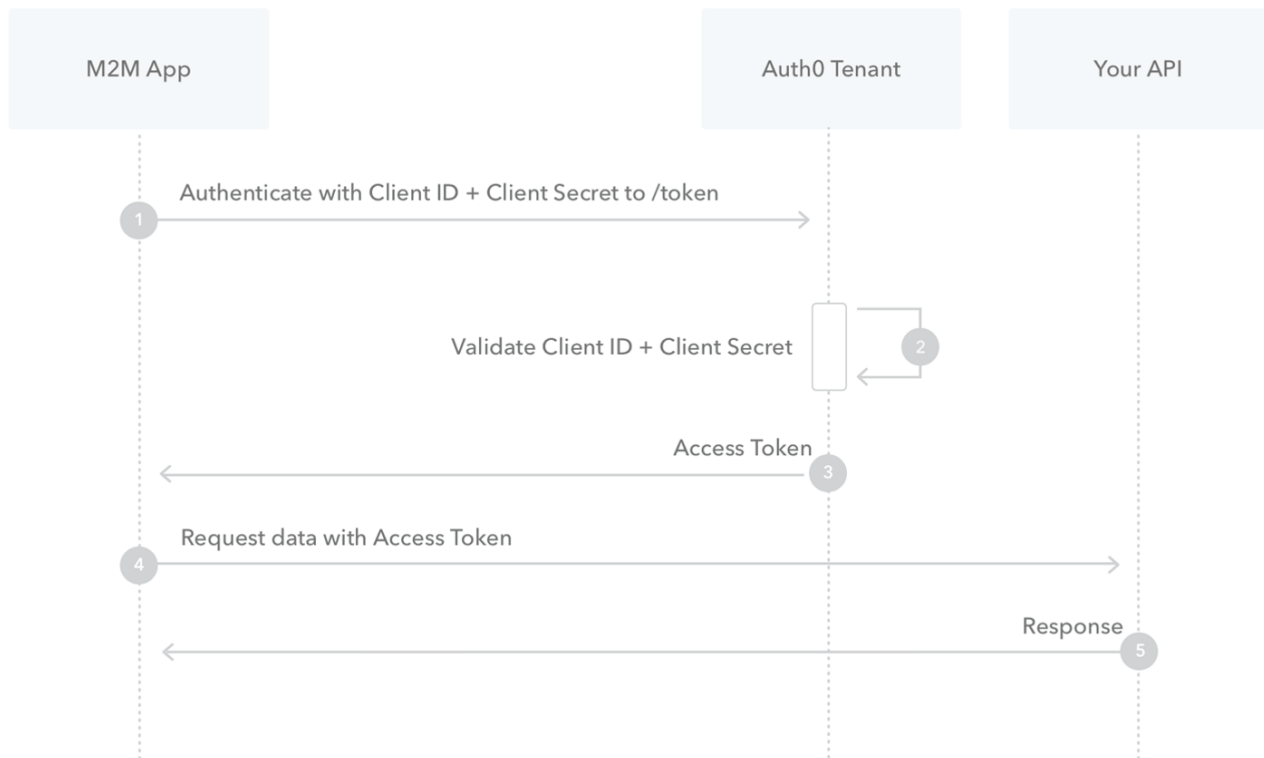 M2M App
Auth0 Tenant
Your API
Authenticate with Client ID + Client Secret to /token
1
Validate Client ID + Client Secret
2
Access Token
3
Request data with Access Token
4
Response
5